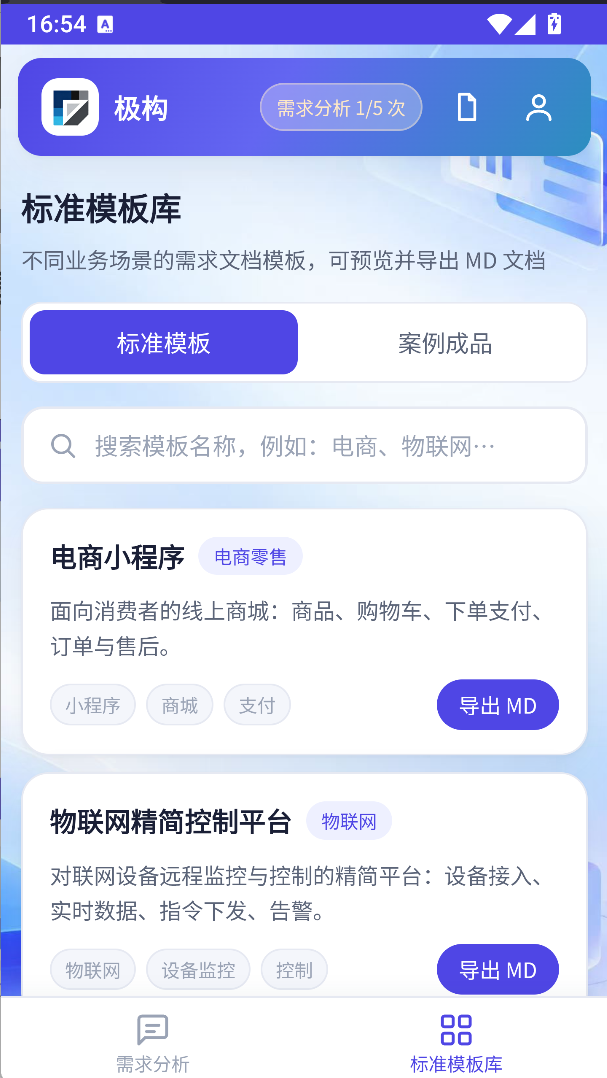 16:54
A
极构
需求分析 1/5 次
标准模板库
不同业务场景的需求文档模板，可预览并导出 MD 文档
标准模板
案例成品
搜索模板名称，例如：电商、物联网…
电商小程序
电商零售
面向消费者的线上商城：商品、购物车、下单支付、
订单与售后。
小程序
商城
支付
导出 MD
物联网精简控制平台
物联网
对联网设备远程监控与控制的精简平台：设备接入、
实时数据、指令下发、告警。
物联网
设备监控
控制
导出 MD
需求分析
标准模板库